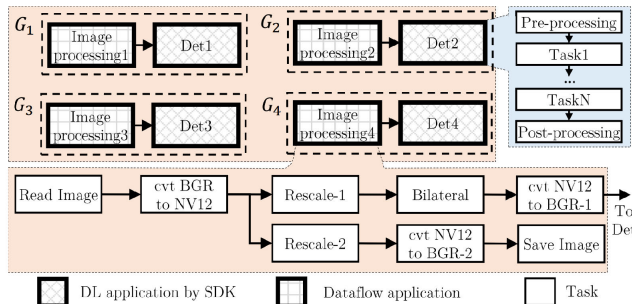 G1
Image
processing1
Det1
G2
Image
processing2
Det2
G3
Image
processing3
Det3
G4
Image
processing4
Det4
Pre-processing
Task1
...
TaskN
Post-processing
Read Image
cvt BGR
to NV12
Rescale-1
Bilateral
cvt NV12
to BGR-1
To
Det
Rescale-2
cvt NV12
to BGR-2
Save Image
DL application by SDK
Dataflow application
Task